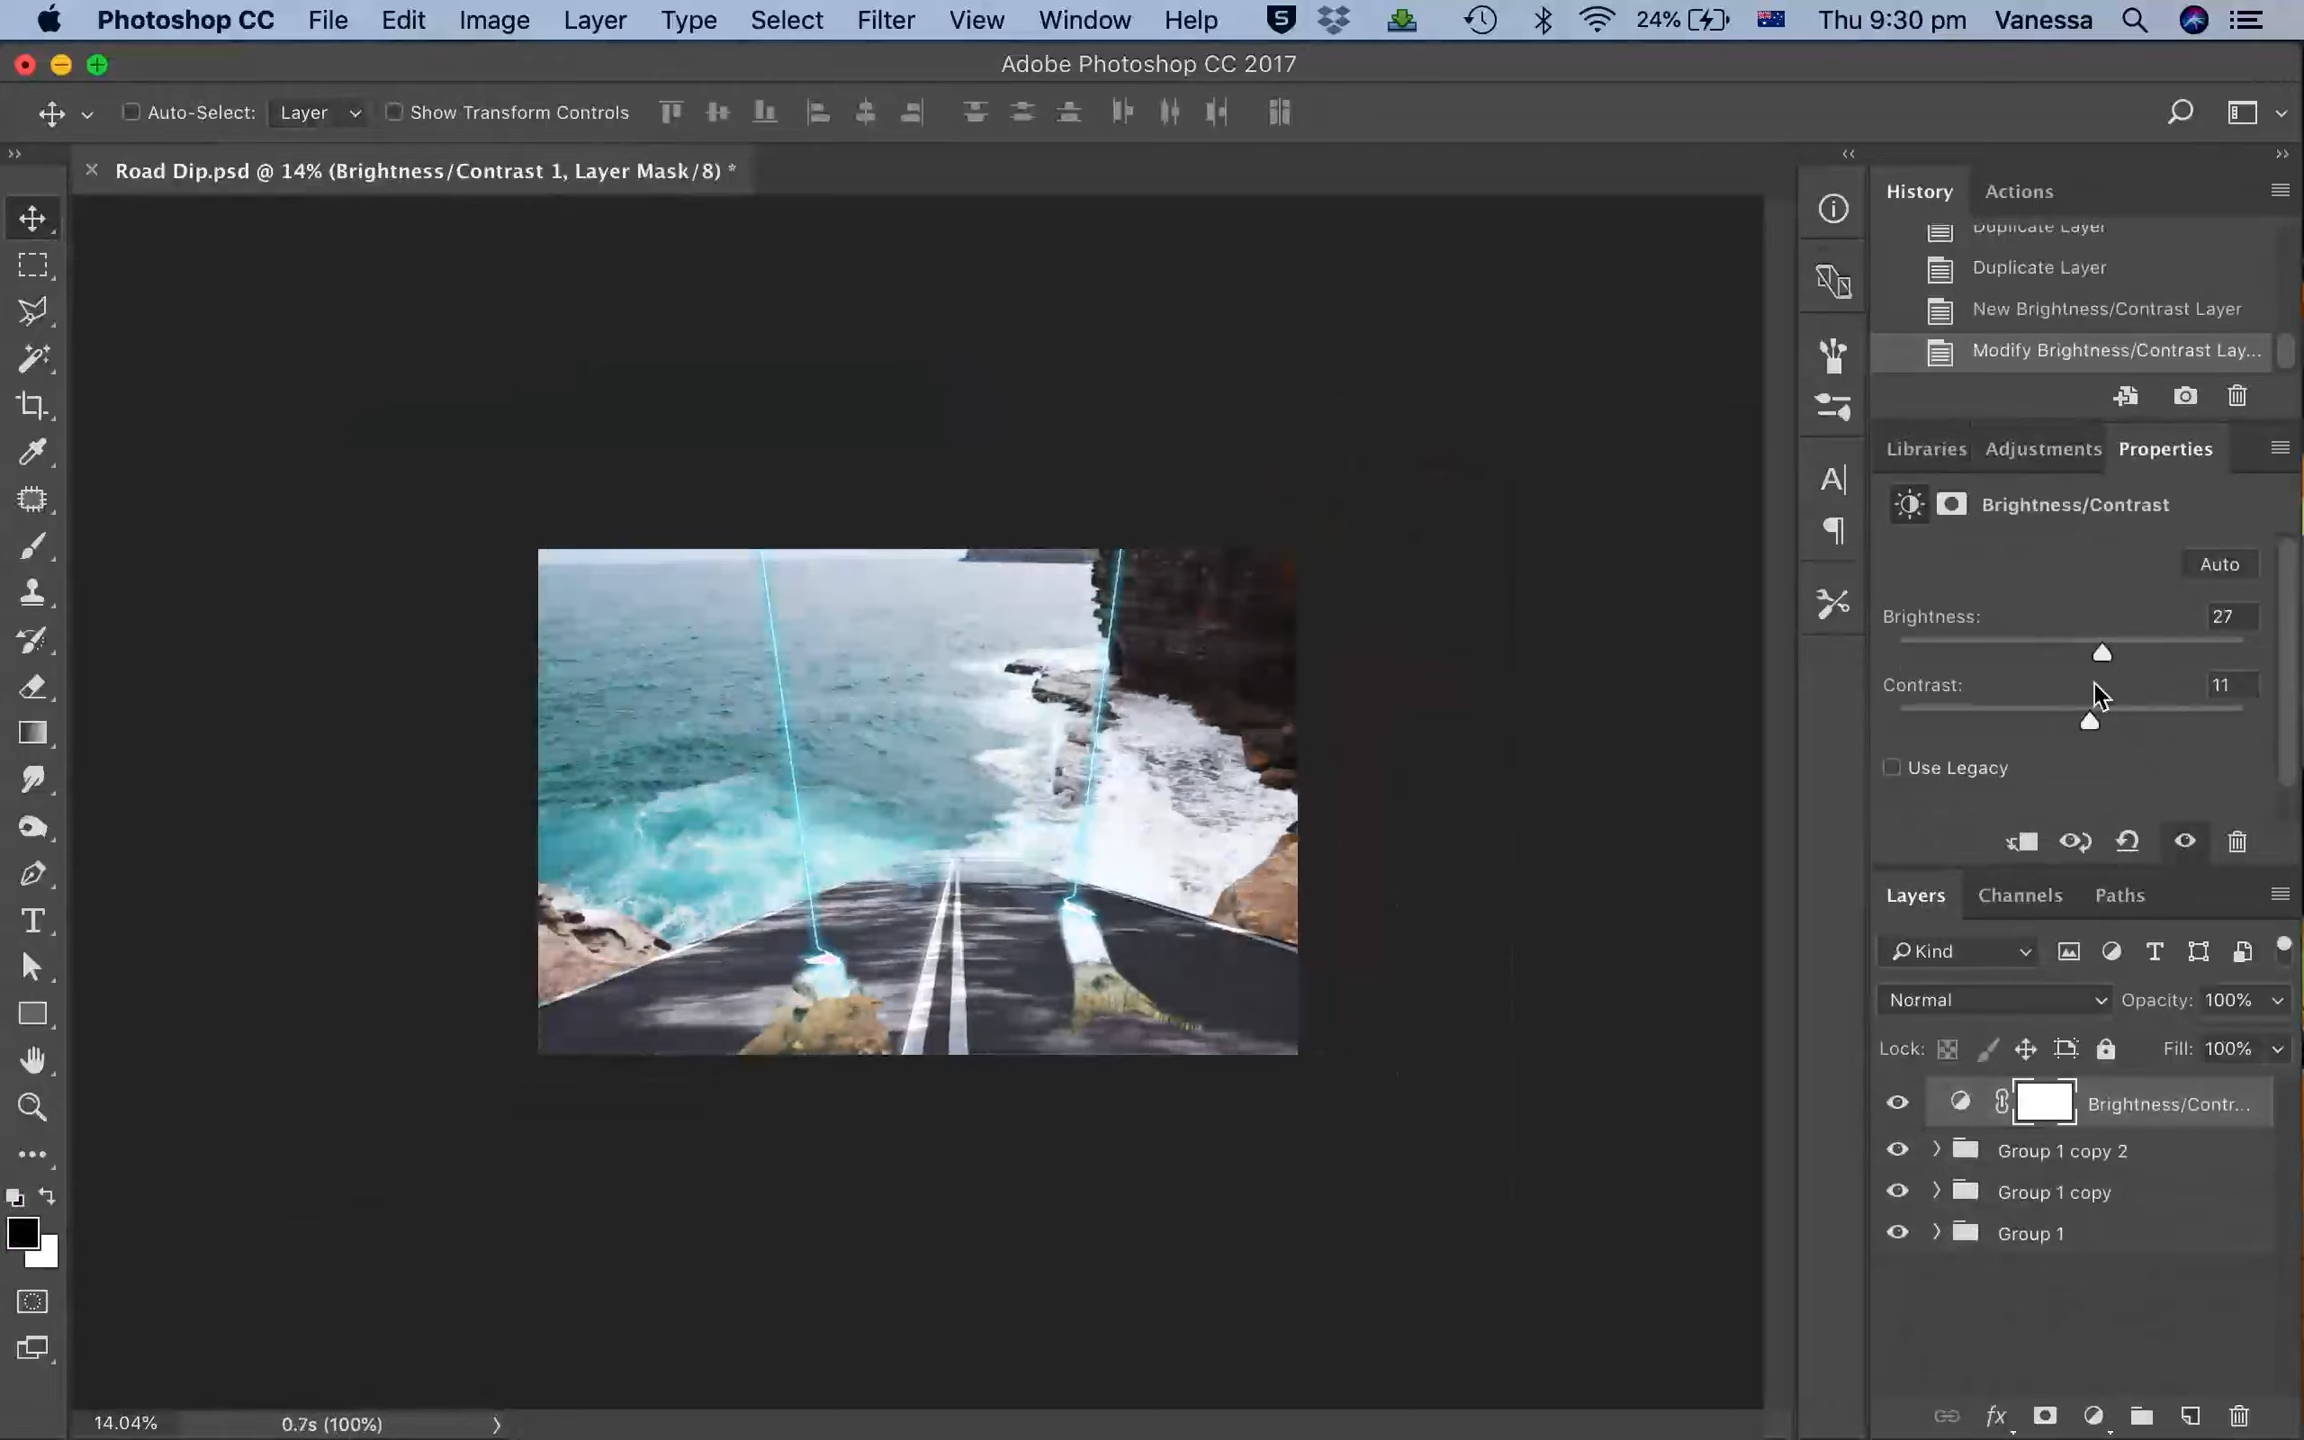 Photoshop CC File Edit Image Layer Type Select Filter View Window Help 24% Thu 9:30 pm Vanessa
Adobe Photoshop CC 2017
Auto-Select: Layer Show Transform Controls
Road Dip.psd @ 14% (Brightness/Contrast 1, Layer Mask/8) *
History Actions
Duplicate Layer
Duplicate Layer
New Brightness/Contrast Layer
Modify Brightness/Contrast Lay...
Libraries Adjustments Properties
Brightness/Contrast
Auto
Brightness: 27
Contrast: 11
Use Legacy
Layers Channels Paths
Kind
Normal Opacity: 100%
Lock: Fill: 100%
Brightness/Contr...
Group 1 copy 2
Group 1 copy
Group 1
14.04% 0.7s (100%)